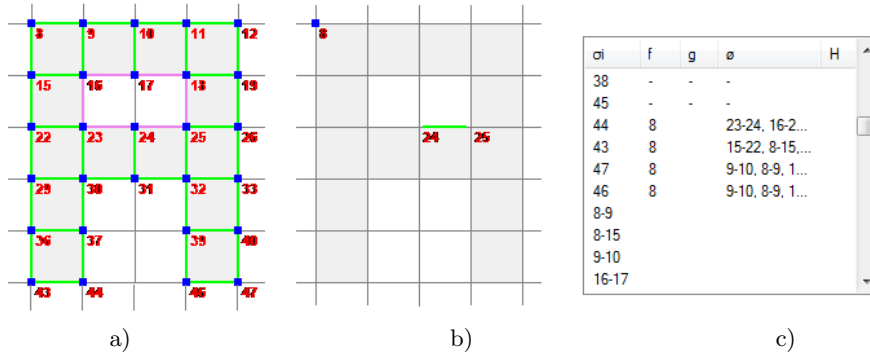 8 9 10 11 12
15 16 17 18 19
22 23 24 25 26
29 30 31 32 33
36 37 39 40
43 44 46 47
a)
8
24 25
b)
σi f g ø H
38 - - -
45 - - -
44 8 23-24, 16-2...
43 8 15-22, 8-15,...
47 8 9-10, 8-9, 1...
46 8 9-10, 8-9, 1...
8-9
8-15
9-10
16-17
c)